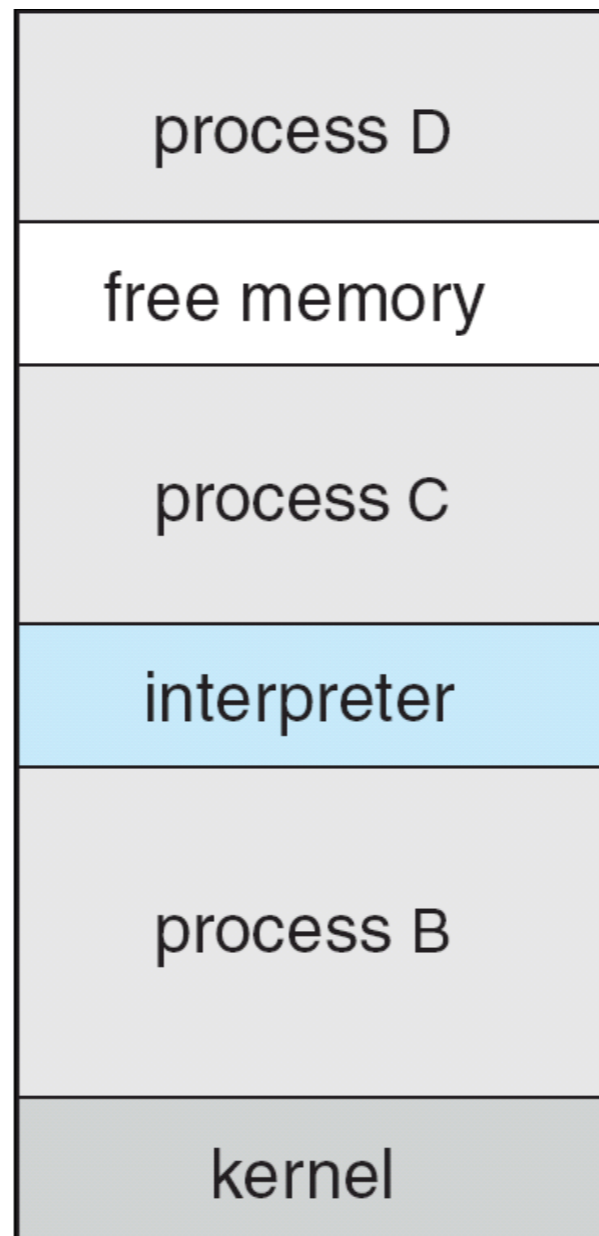 process D
free memory
process C
interpreter
process B
kernel